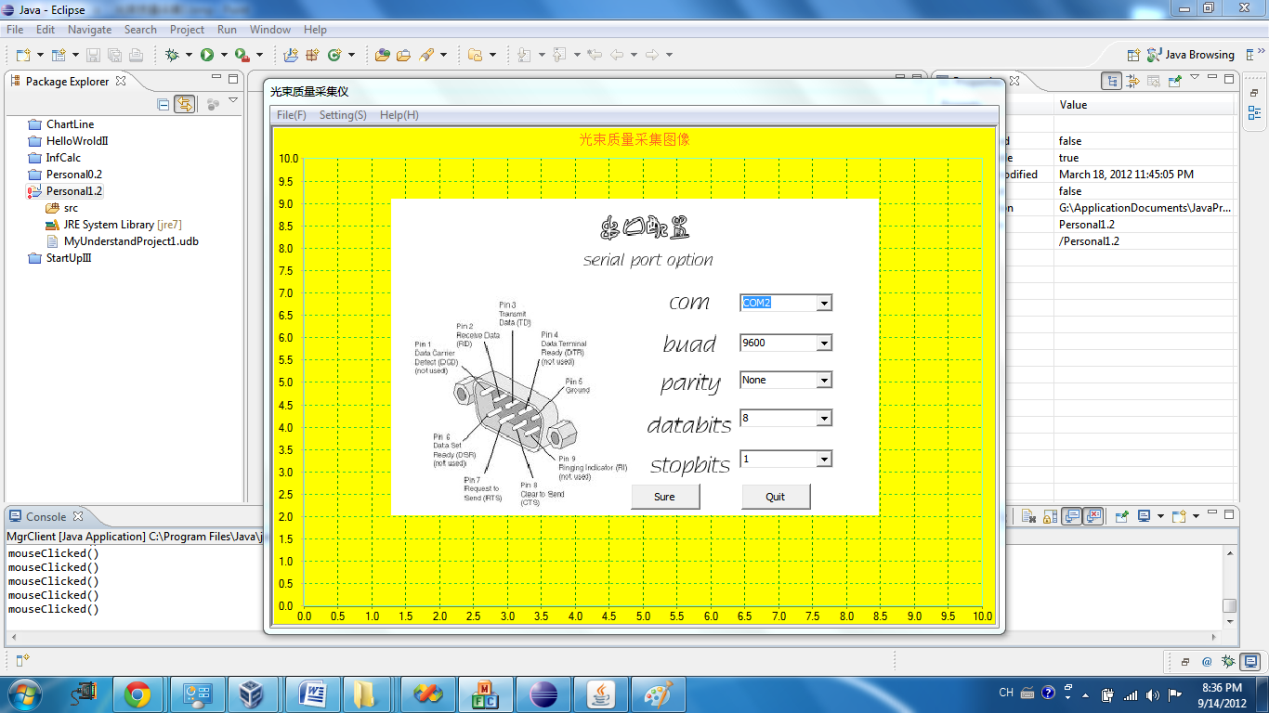 Java - Eclipse
File Edit Navigate Search Project Run Window Help
Java Browsing
Package Explorer
ChartLine
HelloWroldII
InfCalc
Personal0.2
Personal1.2
src
JRE System Library [jre7]
MyUnderstandProject1.udb
StartUpIII
光束质量采集仪
File(F) Setting(S) Help(H)
光束质量采集图像
10.0
9.5
9.0
8.5
8.0
7.5
7.0
6.5
6.0
5.5
5.0
4.5
4.0
3.5
3.0
2.5
2.0
1.5
1.0
0.5
0.0
0.0 0.5 1.0 1.5 2.0 2.5 3.0 3.5 4.0 4.5 5.0 5.5 6.0 6.5 7.0 7.5 8.0 8.5 9.0 9.5 10.0
串口配置
serial port option
com COM2
buad 9600
parity None
databits 8
stopbits 1
Sure Quit
Pin 3
Transmit
Data (TD)
Pin 2
Receive Data
(RD)
Pin 4
Data Terminal
Ready (DTR)
(not used)
Pin 1
Data Carrier
Detect (DCD)
(not used)
Pin 5
Ground
Pin 6
Data Set
Ready (DSR)
(not used)
Pin 7
Request to
Send (RTS)
Pin 8
Clear to Send
(CTS)
Pin 9
Ringing Indicator (RI)
(not used)
Value
false
true
odified March 18, 2012 11:45:05 PM
false
on G:\ApplicationDocuments\JavaPr...
Personal1.2
/Personal1.2
Console
MgrClient [Java Application] C:\Program Files\Java\j
mouseClicked()
mouseClicked()
mouseClicked()
mouseClicked()
mouseClicked()
CH
8:36 PM
9/14/2012